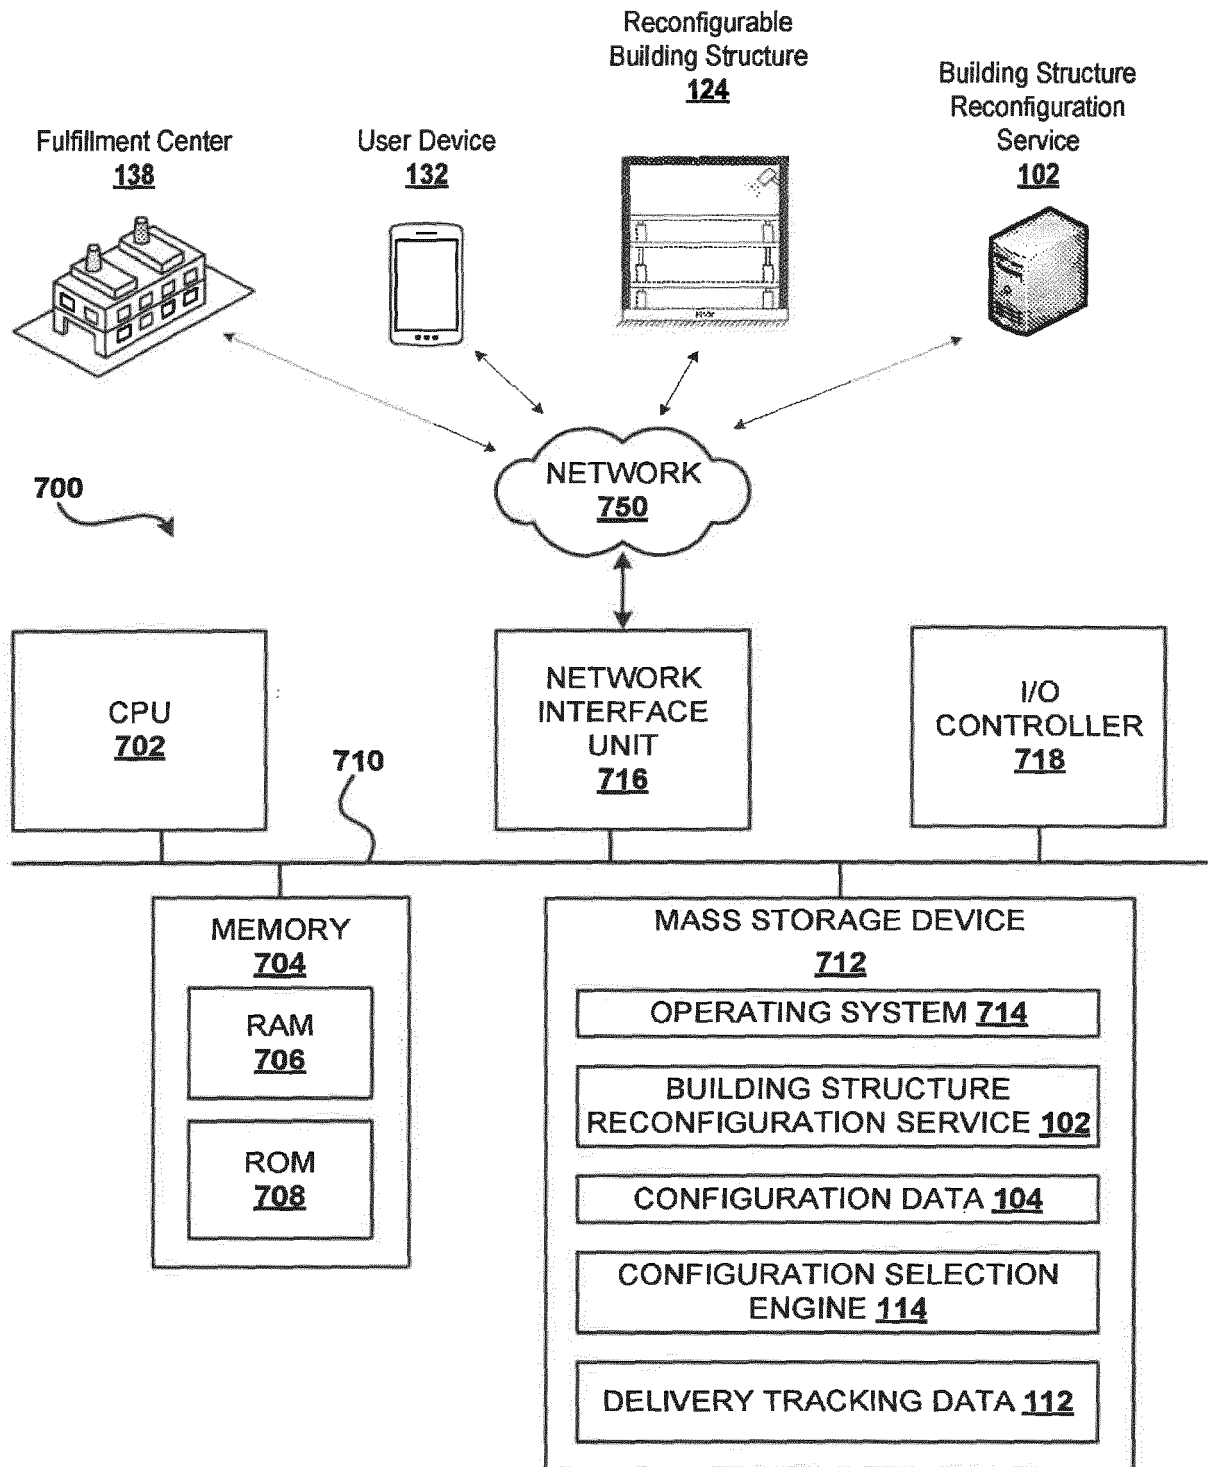 Reconfigurable
Building Structure
124
Building Structure
Reconfiguration
Service
102
Fulfillment Center
138
User Device
132
NETWORK
750
700
CPU
702
NETWORK
INTERFACE
UNIT
716
I/O
CONTROLLER
718
710
MEMORY
704
RAM
706
ROM
708
MASS STORAGE DEVICE
712
OPERATING SYSTEM 714
BUILDING STRUCTURE
RECONFIGURATION SERVICE 102
CONFIGURATION DATA 104
CONFIGURATION SELECTION
ENGINE 114
DELIVERY TRACKING DATA 112